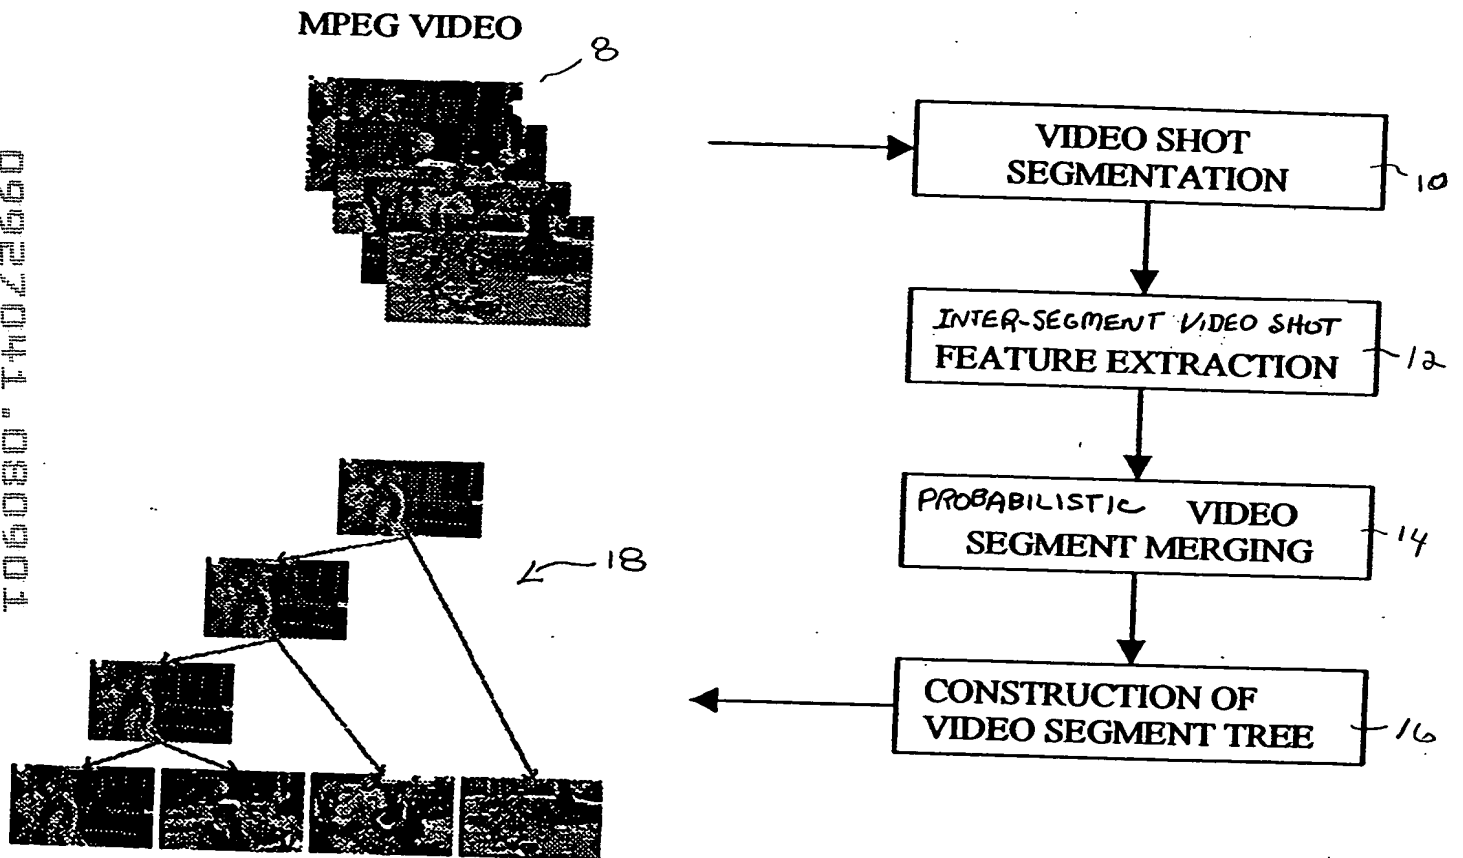 MPEG VIDEO
8
VIDEO SHOT
SEGMENTATION
10
INTER-SEGMENT VIDEO SHOT
FEATURE EXTRACTION
12
PROBABILISTIC VIDEO
SEGMENT MERGING
14
CONSTRUCTION OF
VIDEO SEGMENT TREE
16
18